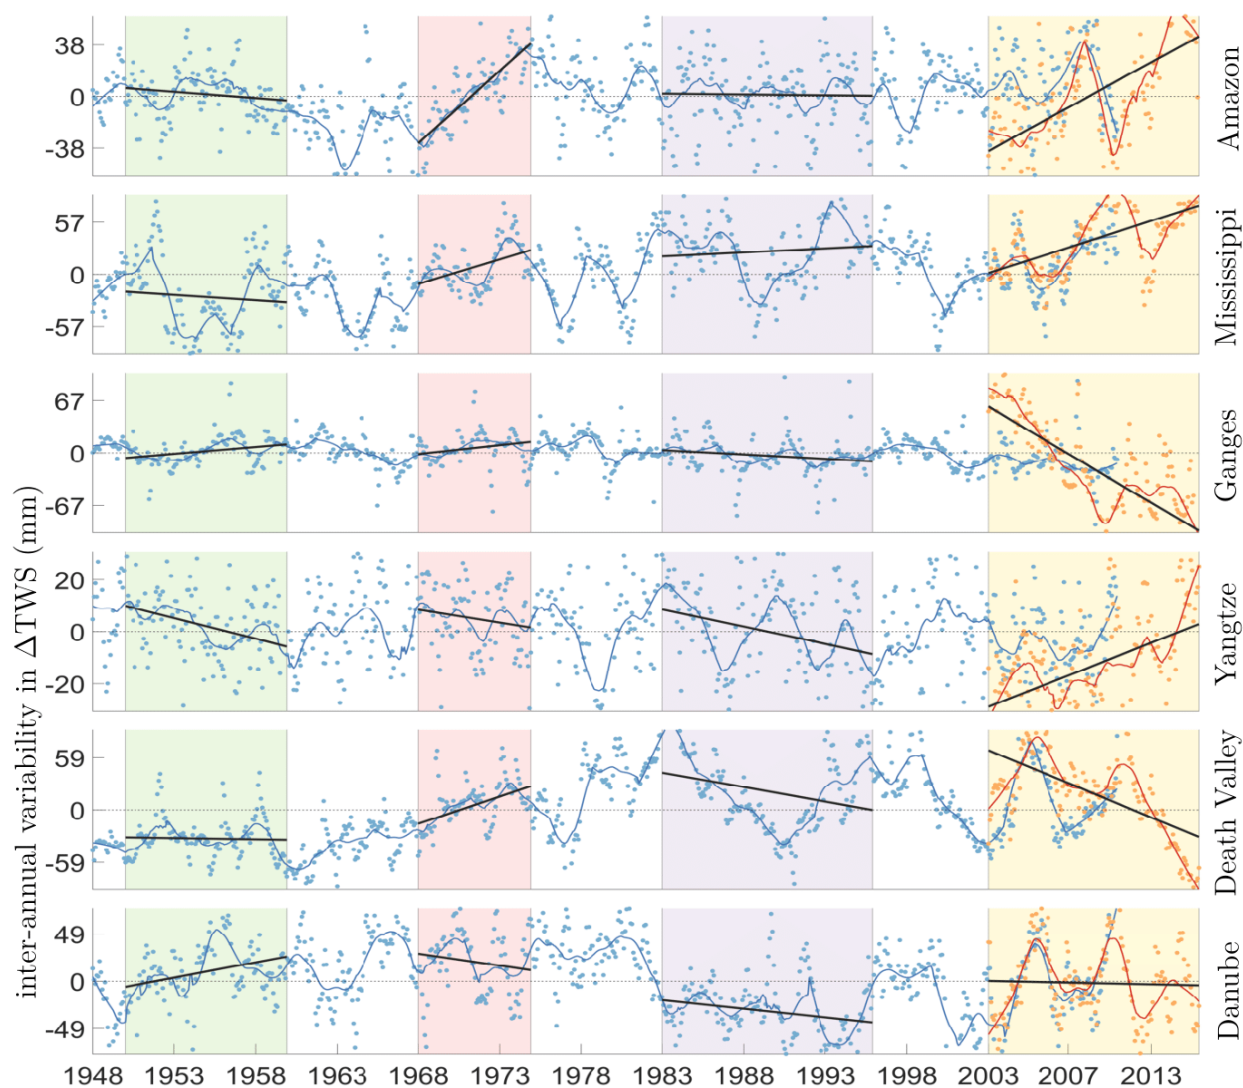 inter-annual variability in ΔTWS (mm)
38
0
-38
Amazon
57
0
-57
Mississippi
67
0
-67
Ganges
20
0
-20
Yangtze
59
0
-59
Death Valley
49
0
-49
Danube
1948 1953 1958 1963 1968 1973 1978 1983 1988 1993 1998 2003 2007 2013